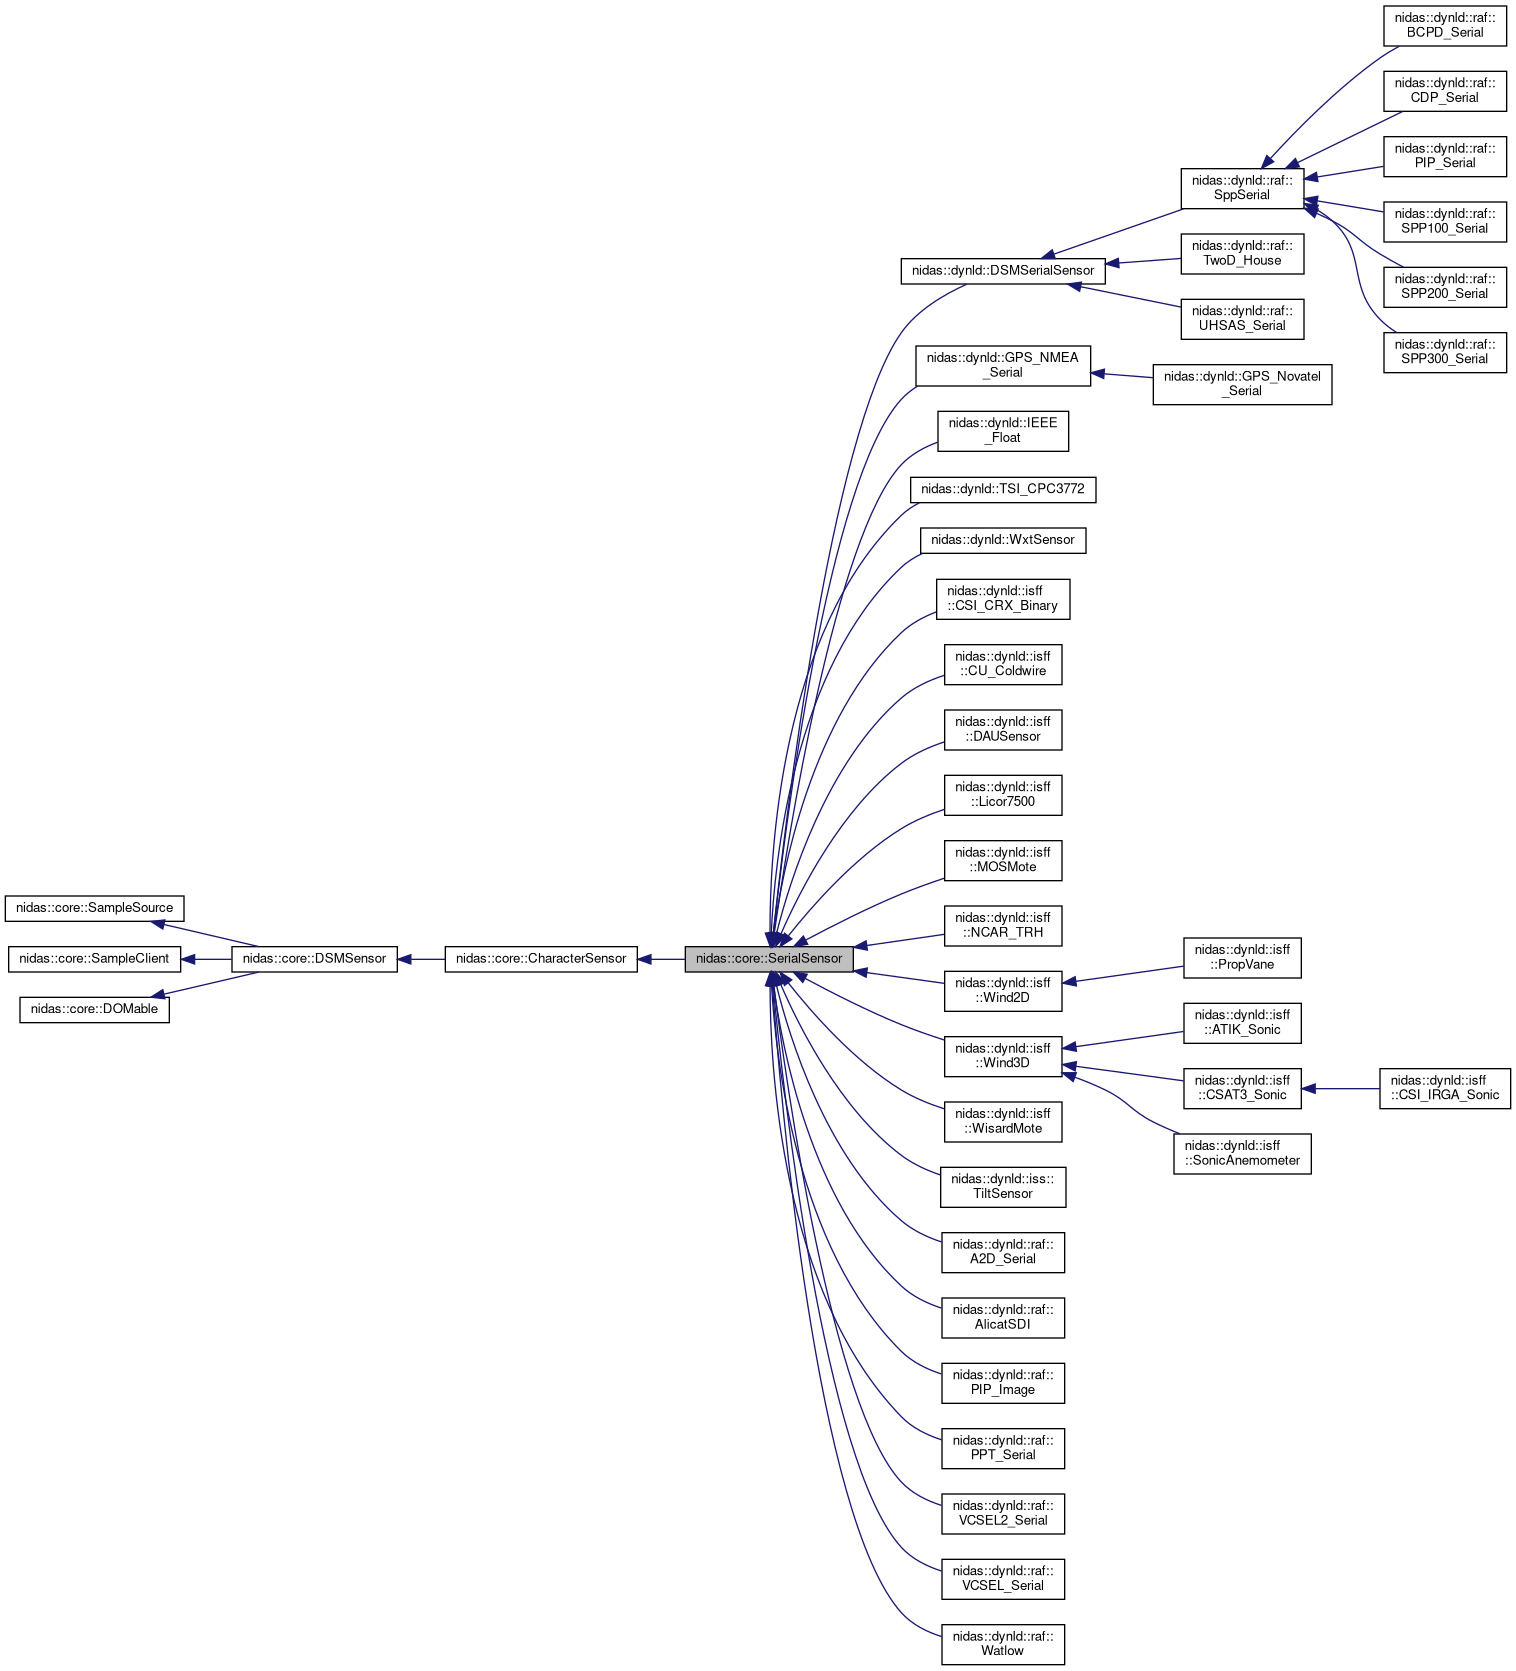 nidas::core::SampleSource
nidas::core::SampleClient
nidas::core::DOMable
nidas::core::DSMSensor
nidas::core::CharacterSensor
nidas::core::SerialSensor
nidas::dynld::DSMSerialSensor
nidas::dynld::GPS_NMEA
_Serial
nidas::dynld::IEEE
_Float
nidas::dynld::TSI_CPC3772
nidas::dynld::WxtSensor
nidas::dynld::isff
::CSI_CRX_Binary
nidas::dynld::isff
::CU_Coldwire
nidas::dynld::isff
::DAUSensor
nidas::dynld::isff
::Licor7500
nidas::dynld::isff
::MOSMote
nidas::dynld::isff
::NCAR_TRH
nidas::dynld::isff
::Wind2D
nidas::dynld::isff
::Wind3D
nidas::dynld::isff
::WisardMote
nidas::dynld::iss::
TiltSensor
nidas::dynld::raf::
A2D_Serial
nidas::dynld::raf::
AlicatSDI
nidas::dynld::raf::
PIP_Image
nidas::dynld::raf::
PPT_Serial
nidas::dynld::raf::
VCSEL2_Serial
nidas::dynld::raf::
VCSEL_Serial
nidas::dynld::raf::
Watlow
nidas::dynld::raf::
SppSerial
nidas::dynld::raf::
TwoD_House
nidas::dynld::raf::
UHSAS_Serial
nidas::dynld::GPS_Novatel
_Serial
nidas::dynld::isff
::PropVane
nidas::dynld::isff
::ATIK_Sonic
nidas::dynld::isff
::CSAT3_Sonic
nidas::dynld::isff
::SonicAnemometer
nidas::dynld::raf::
BCPD_Serial
nidas::dynld::raf::
CDP_Serial
nidas::dynld::raf::
PIP_Serial
nidas::dynld::raf::
SPP100_Serial
nidas::dynld::raf::
SPP200_Serial
nidas::dynld::raf::
SPP300_Serial
nidas::dynld::isff
::CSI_IRGA_Sonic